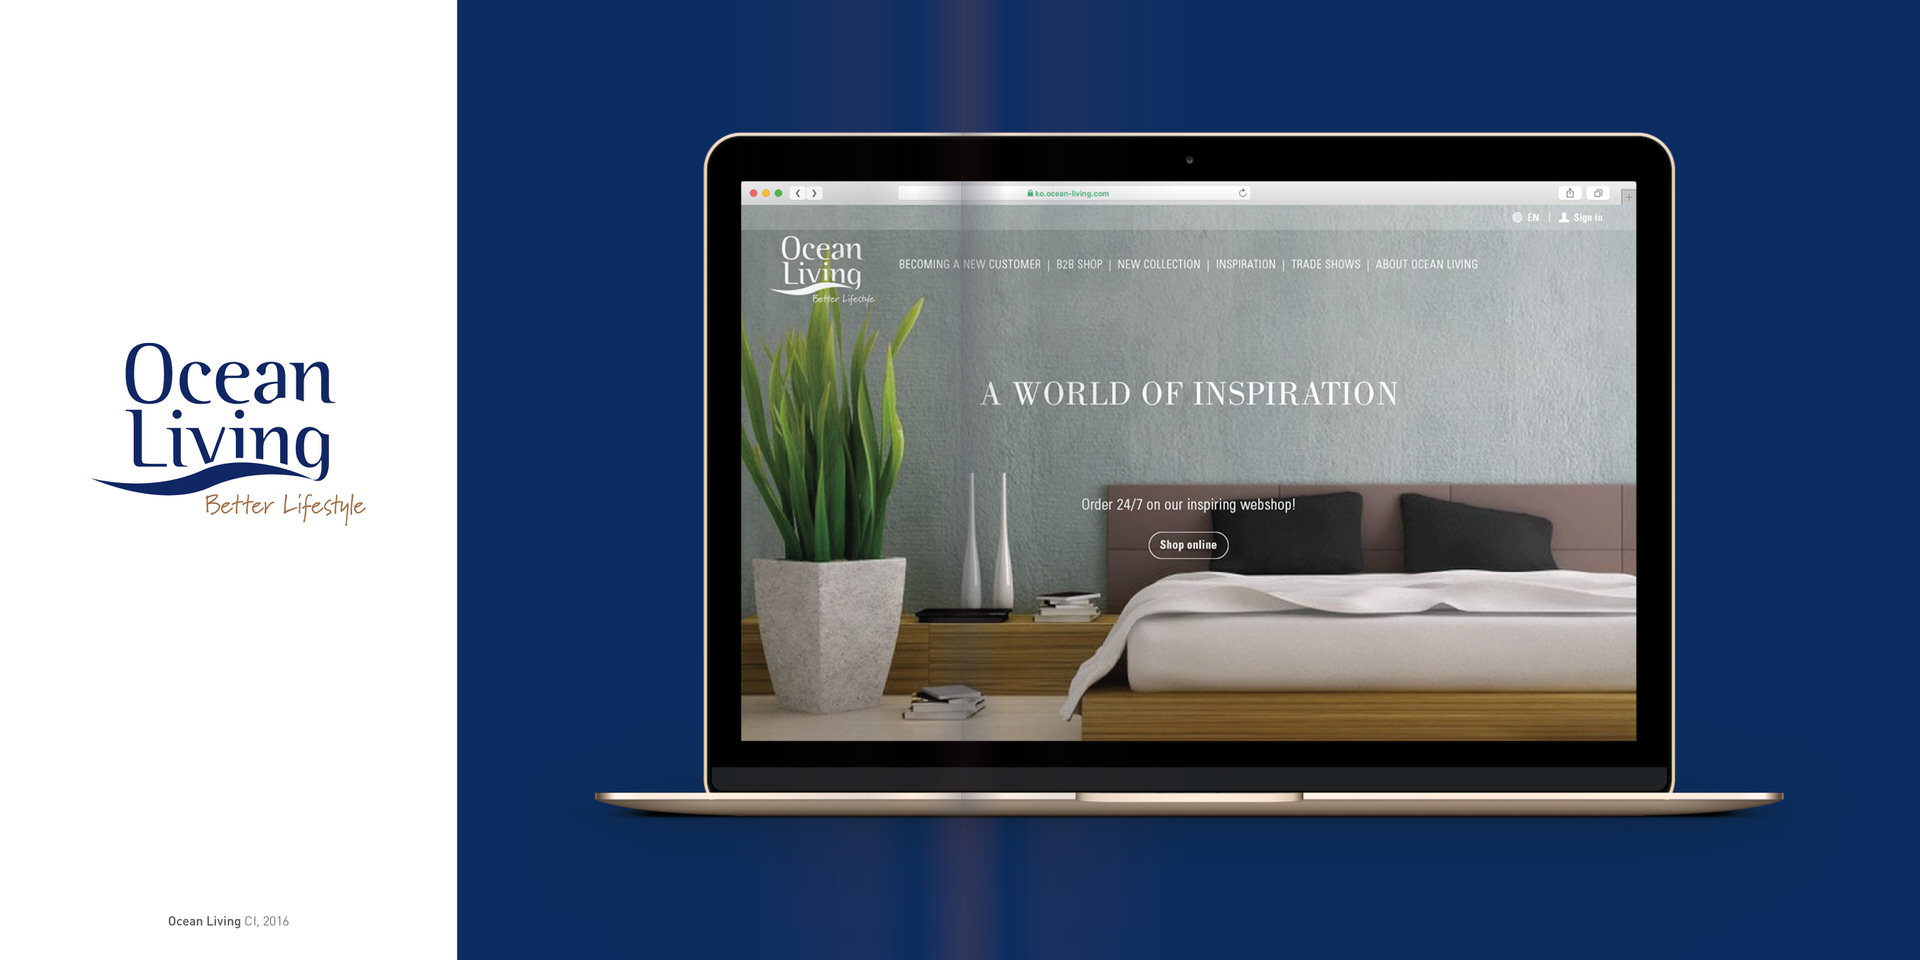 Ocean
Living
Better Lifestyle
Ocean Living CI, 2016
ko.ocean-living.com
EN | Sign in
Ocean
Living
Better Lifestyle
BECOMING A NEW CUSTOMER | B2B SHOP | NEW COLLECTION | INSPIRATION | TRADE SHOWS | ABOUT OCEAN LIVING
A WORLD OF INSPIRATION
Order 24/7 on our inspiring webshop!
Shop online